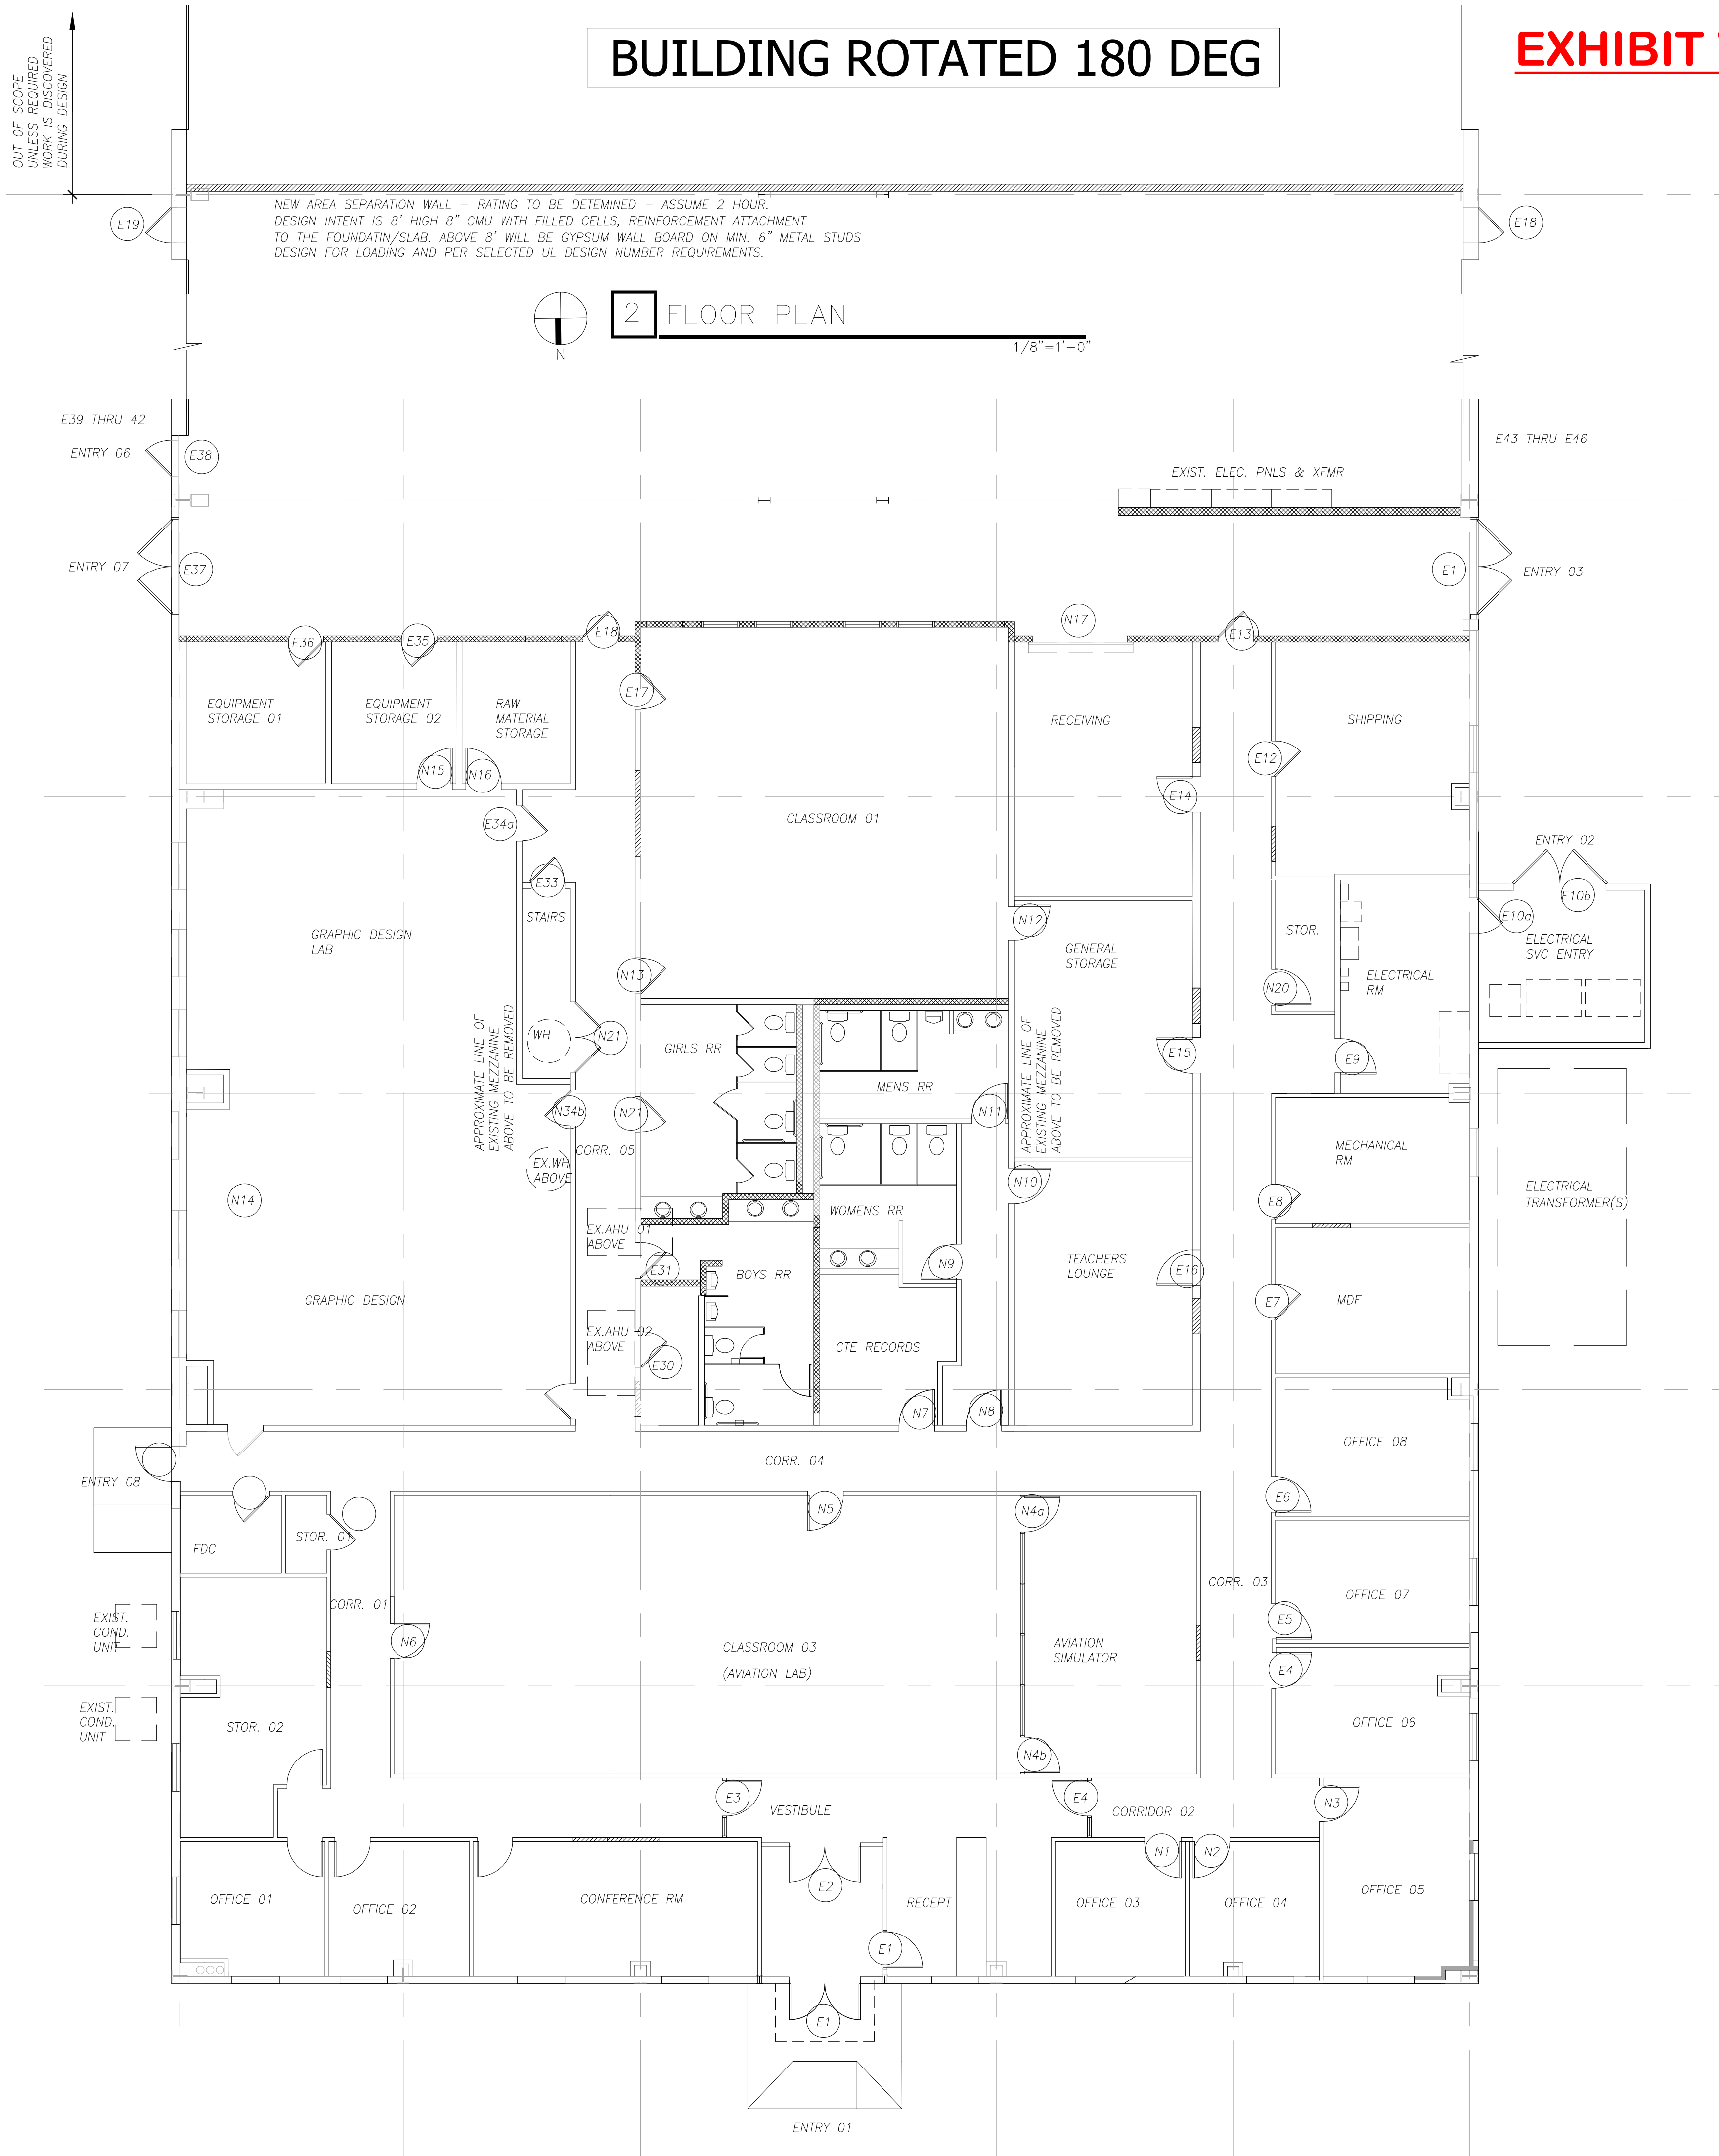 BUILDING ROTATED 180 DEG
EXHIBIT
OUT OF SCOPE
UNLESS REQUIRED
WORK IS DISCOVERED
DURING DESIGN
NEW AREA SEPARATION WALL – RATING TO BE DETEMINED – ASSUME 2 HOUR.
DESIGN INTENT IS 8' HIGH 8" CMU WITH FILLED CELLS, REINFORCEMENT ATTACHMENT
TO THE FOUNDATIN/SLAB. ABOVE 8' WILL BE GYPSUM WALL BOARD ON MIN. 6" METAL STUDS
DESIGN FOR LOADING AND PER SELECTED UL DESIGN NUMBER REQUIREMENTS.
E19
E18
N
2
FLOOR PLAN
1/8"=1'-0"
E39 THRU 42
ENTRY 06
E38
E43 THRU E46
EXIST. ELEC. PNLS & XFMR
ENTRY 07
E37
E1
ENTRY 03
E36
E35
E18
N17
E13
EQUIPMENT
STORAGE 01
EQUIPMENT
STORAGE 02
RAW
MATERIAL
STORAGE
E17
RECEIVING
SHIPPING
N15
N16
E12
E14
E34a
CLASSROOM 01
E33
STAIRS
ENTRY 02
E10b
E10a
ELECTRICAL
SVC ENTRY
GRAPHIC DESIGN
LAB
N12
GENERAL
STORAGE
STOR.
N13
N20
ELECTRICAL
RM
WH
N21
GIRLS RR
APPROXIMATE LINE OF
EXISTING MEZZANINE
ABOVE TO BE REMOVED
APPROXIMATE LINE OF
EXISTING MEZZANINE
ABOVE TO BE REMOVED
E15
E9
MENS RR
N34b
N21
N11
CORR. 05
EX.WH
ABOVE
MECHANICAL
RM
N14
N10
E8
ELECTRICAL
TRANSFORMER(S)
WOMENS RR
EX.AHU 01
ABOVE
E31
BOYS RR
N9
TEACHERS
LOUNGE
E16
GRAPHIC DESIGN
E7
MDF
EX.AHU 02
ABOVE
E30
CTE RECORDS
N7
N8
OFFICE 08
CORR. 04
ENTRY 08
E6
N5
N4a
FDC
STOR. 01
CORR. 03
OFFICE 07
CORR. 01
EXIST.
COND.
UNIT
E5
N6
CLASSROOM 03
(AVIATION LAB)
AVIATION
SIMULATOR
E4
EXIST.
COND.
UNIT
STOR. 02
OFFICE 06
N4b
E3
VESTIBULE
E4
CORRIDOR 02
N3
N1
N2
OFFICE 01
OFFICE 02
CONFERENCE RM
E2
RECEPT
OFFICE 03
OFFICE 04
OFFICE 05
E1
E1
ENTRY 01